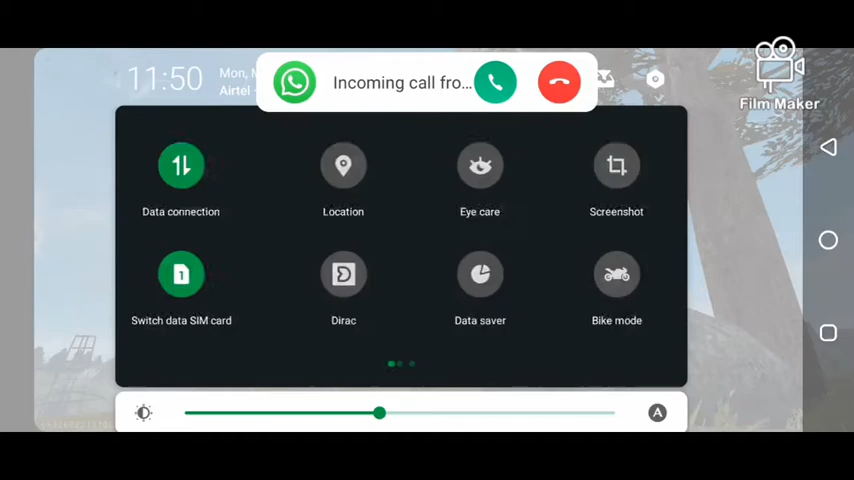 11:50
Mon, M
Airtel
Incoming call fro...
Film Maker
Data connection
Location
Eye care
Screenshot
1
Switch data SIM card
Dirac
Data saver
Bike mode
A